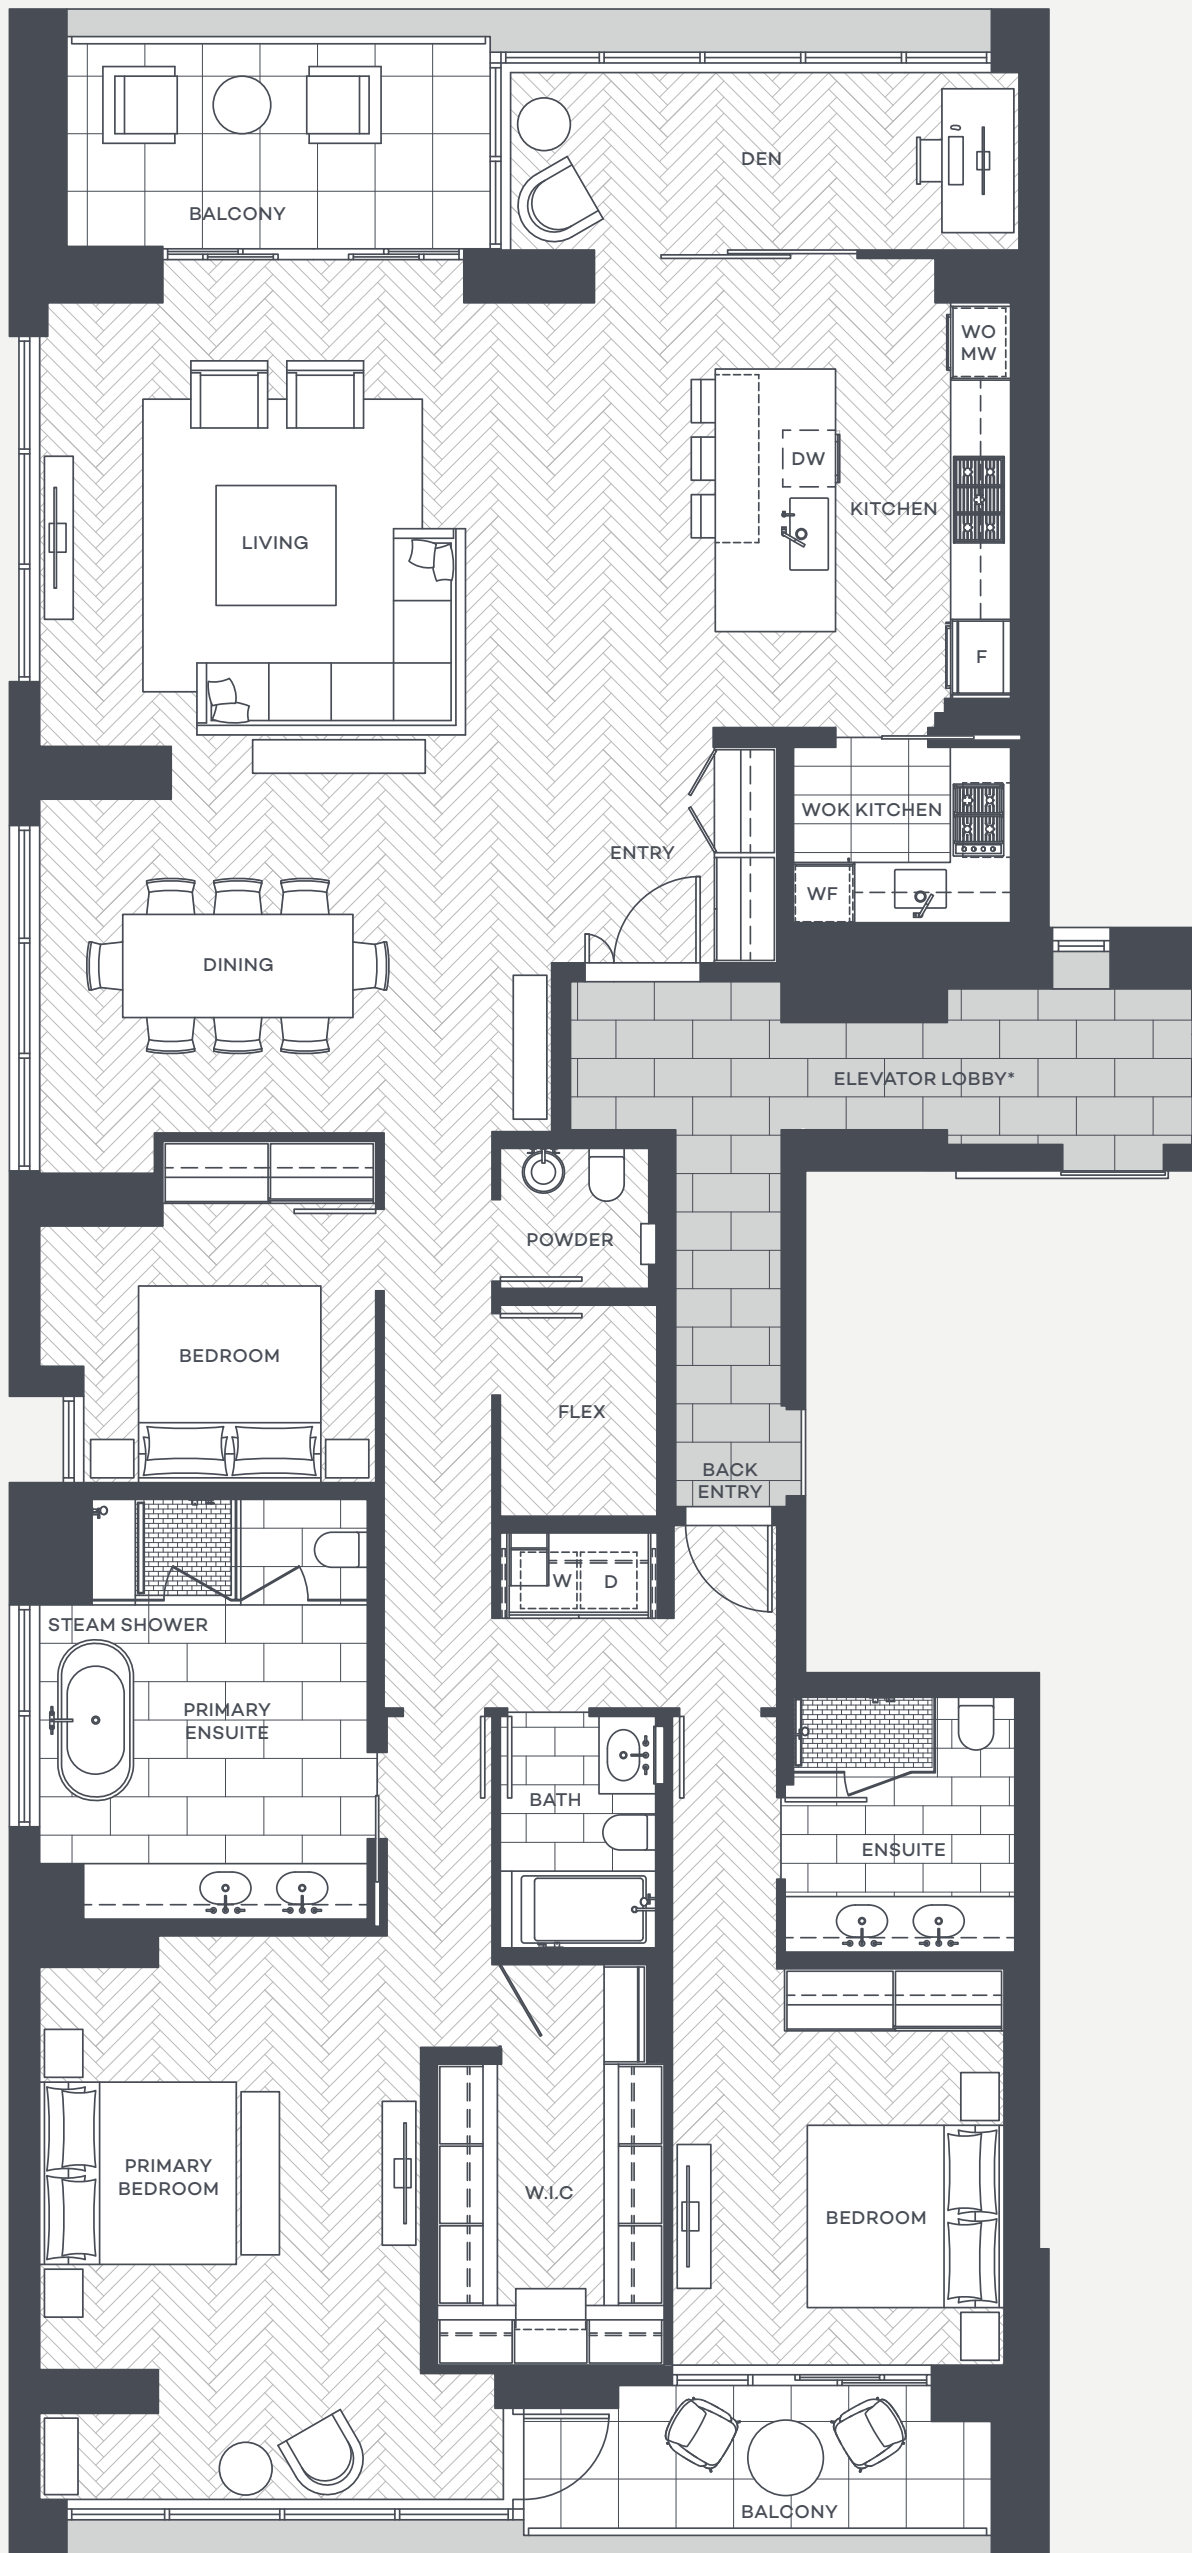 DEN
BALCONY
WO
MW
DW
KITCHEN
LIVING
F
WOK KITCHEN
ENTRY
WF
DINING
ELEVATOR LOBBY*
POWDER
BEDROOM
FLEX
BACK
ENTRY
W
D
STEAM SHOWER
PRIMARY
ENSUITE
BATH
ENSUITE
PRIMARY
BEDROOM
W.I.C
BEDROOM
BALCONY